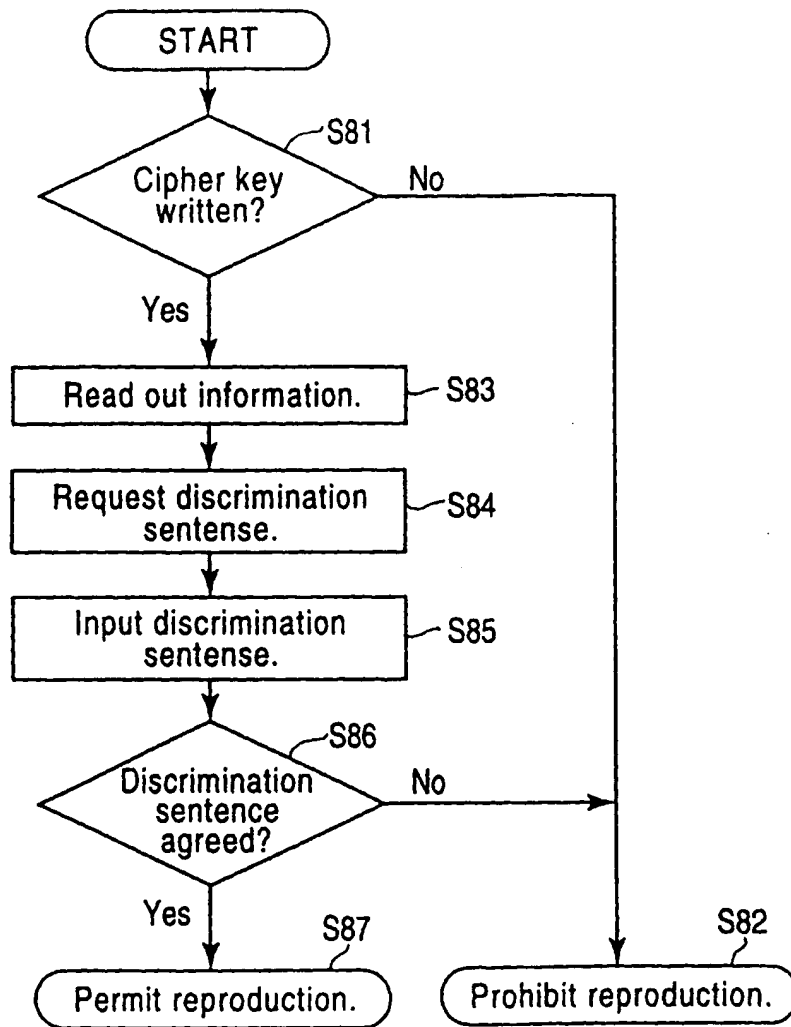 START
S81
Cipher key
written?
No
Yes
Read out information.
S83
Request discrimination
sentense.
S84
Input discrimination
sentense.
S85
S86
Discrimination
sentence
agreed?
No
Yes
S87
Permit reproduction.
S82
Prohibit reproduction.